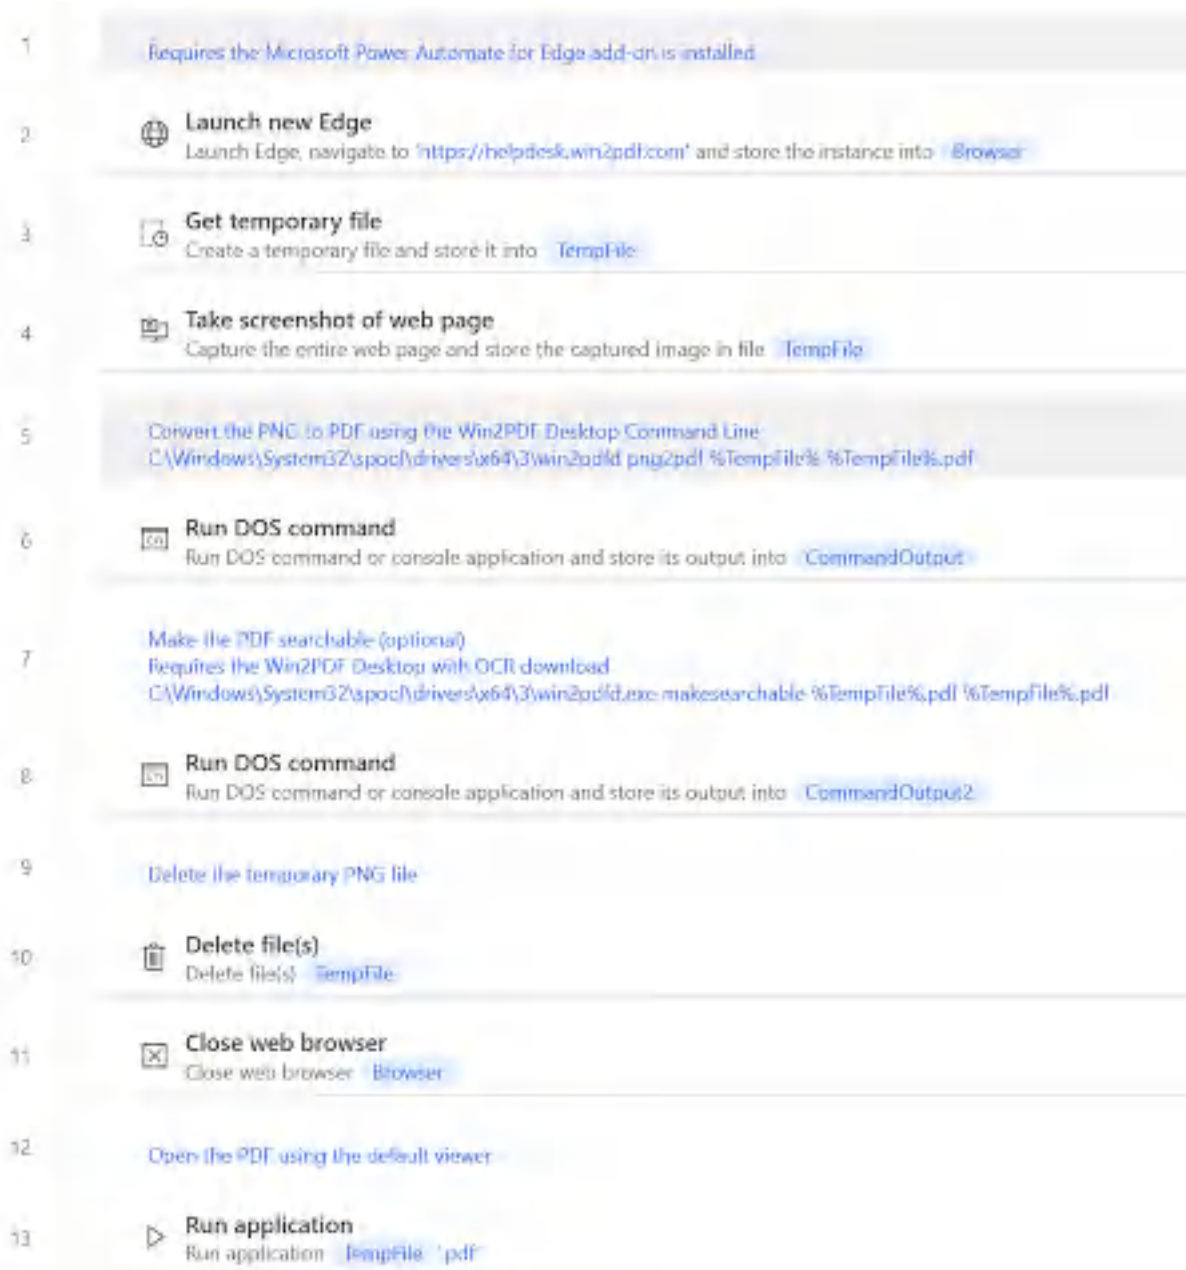 1
Requires the Microsoft Power Automate for Edge add-on is installed
2
Launch new Edge
Launch Edge, navigate to 'https://helpdesk.win2pdf.com' and store the instance into Browser
3
Get temporary file
Create a temporary file and store it into TempFile
4
Take screenshot of web page
Capture the entire web page and store the captured image in file TempFile
5
Convert the PNG to PDF using the Win2PDF Desktop Command Line
C:\Windows\System32\spool\drivers\x64\3\win2pdfd png2pdf %TempFile% %TempFile%.pdf
6
Run DOS command
Run DOS command or console application and store its output into CommandOutput
7
Make the PDF searchable (optional)
Requires the Win2PDF Desktop with OCR download
C:\Windows\System32\spool\drivers\x64\3\win2pdfd.exe makesearchable %TempFile%.pdf %TempFile%.pdf
8
Run DOS command
Run DOS command or console application and store its output into CommandOutput2
9
Delete the temporary PNG file
10
Delete file(s)
Delete file(s) TempFile
11
Close web browser
Close web browser Browser
12
Open the PDF using the default viewer
13
Run application
Run application TempFile '.pdf'